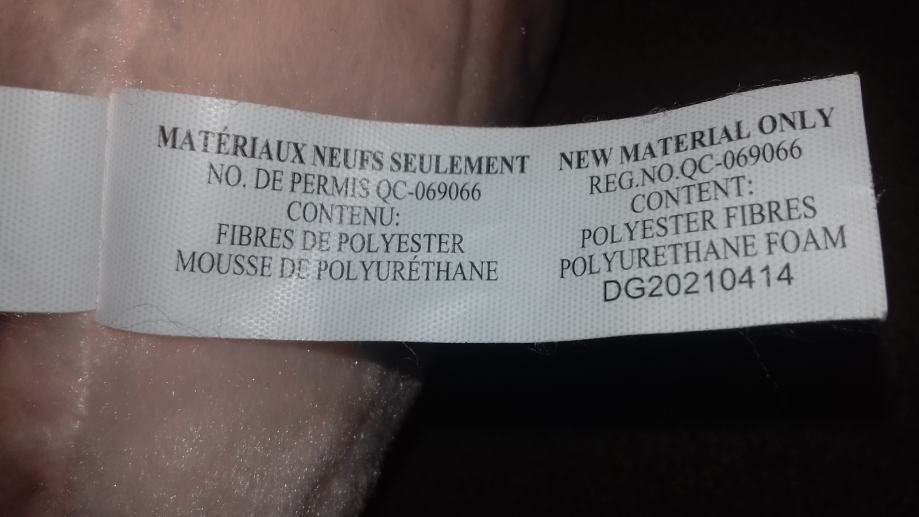 MATÉRIAUX NEUFS SEULEMENT
NO. DE PERMIS QC-069066
CONTENU:
FIBRES DE POLYESTER
MOUSSE DE POLYURÉTHANE
NEW MATERIAL ONLY
REG.NO.QC-069066
CONTENT:
POLYESTER FIBRES
POLYURETHANE FOAM
DG20210414